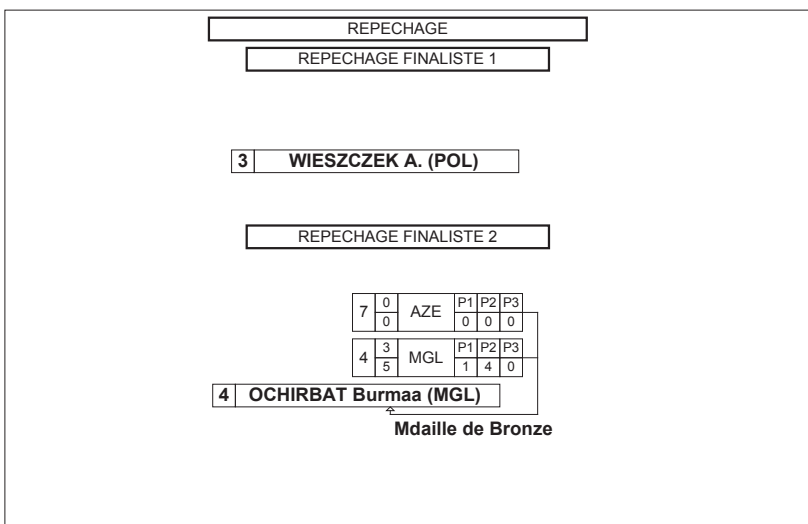 REPECHAGE
REPECHAGE FINALISTE 1
3 WIESZCZEK A. (POL)
REPECHAGE FINALISTE 2
7 0 AZE P1 P2 P3
0 0 0 0
4 3 MGL P1 P2 P3
5 1 4 0
4 OCHIRBAT Burmaa (MGL)
Mdaille de Bronze